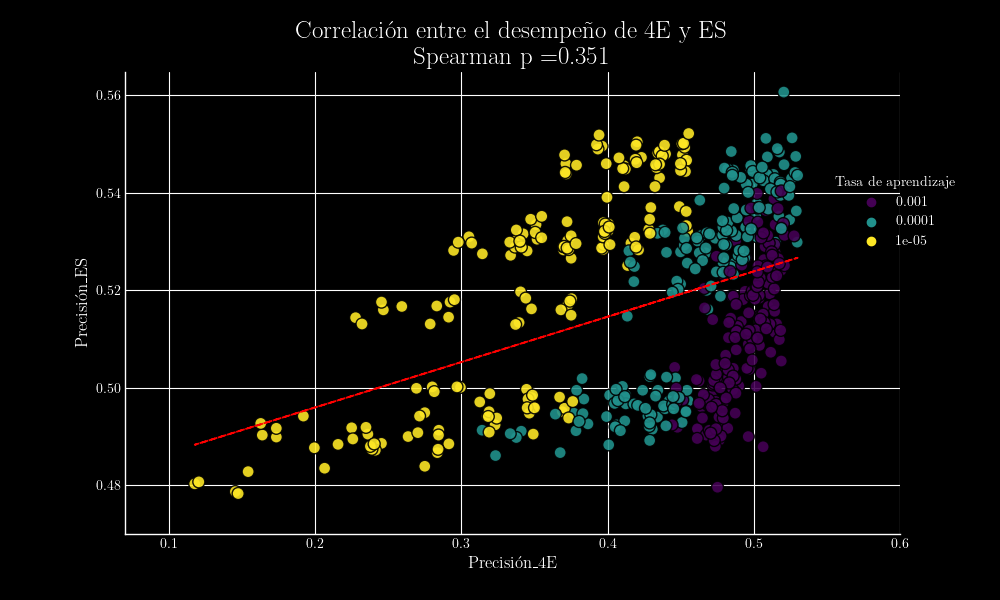 Correlación entre el desempeño de 4E y ES
Spearman p =0.351
0.56
0.54
0.52
0.50
0.48
Precisión_ES
0.1
0.2
0.3
0.4
0.5
0.6
Precisión_4E
Tasa de aprendizaje
0.001
0.0001
1e-05